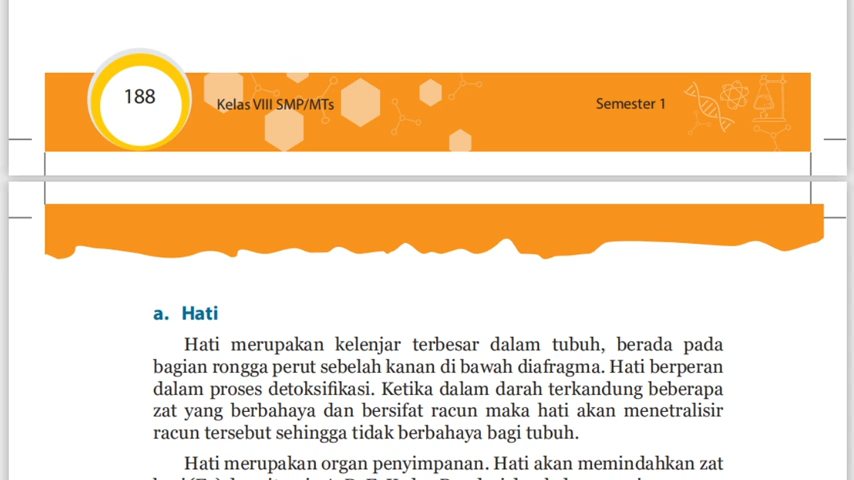 188
Kelas VIII SMP/MTs
Semester 1
a. Hati
Hati merupakan kelenjar terbesar dalam tubuh, berada pada
bagian rongga perut sebelah kanan di bawah diafragma. Hati berperan
dalam proses detoksifikasi. Ketika dalam darah terkandung beberapa
zat yang berbahaya dan bersifat racun maka hati akan menetralisir
racun tersebut sehingga tidak berbahaya bagi tubuh.
Hati merupakan organ penyimpanan. Hati akan memindahkan zat